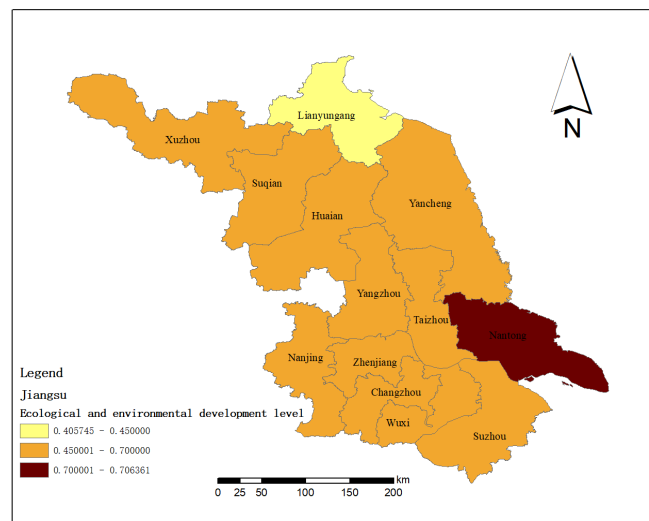 Lianyungang
Xuzhou
Suqian
Huaian
Yancheng
Yangzhou
Taizhou
Nantong
Nanjing
Zhenjiang
Changzhou
Wuxi
Suzhou
N
Legend
Jiangsu
Ecological and environmental development level
0.405745 - 0.450000
0.450001 - 0.700000
0.700001 - 0.706361
km
0 25 50 100 150 200